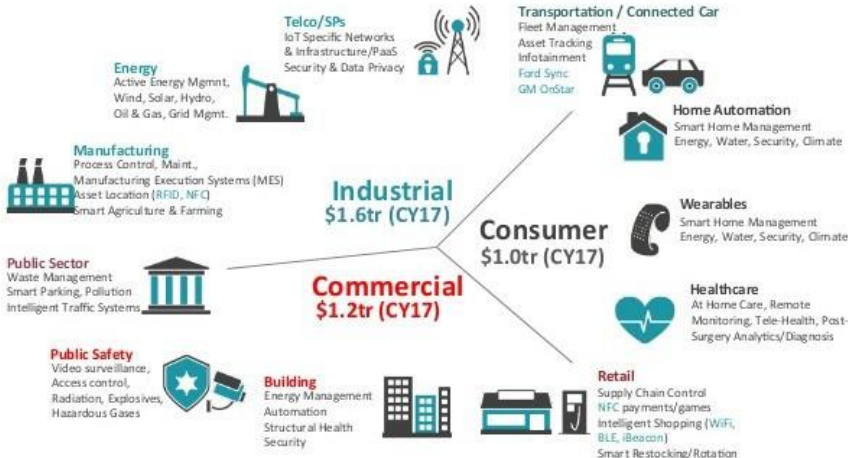 Telco/SPs
IoT Specific Networks
& Infrastructure/PaaS
Security & Data Privacy
Transportation / Connected Car
Fleet Management
Asset Tracking
Infotainment
Ford Sync
GM OnStar
Energy
Active Energy Mgmnt,
Wind, Solar, Hydro,
Oil & Gas, Grid Mgmt.
Home Automation
Smart Home Management
Energy, Water, Security, Climate
Manufacturing
Process Control, Maint.,
Manufacturing Execution Systems (MES)
Asset Location (RFID, NFC)
Smart Agriculture & Farming
Industrial
$1.6tr (CY17)
Consumer
$1.0tr (CY17)
Wearables
Smart Home Management
Energy, Water, Security, Climate
Public Sector
Waste Management
Smart Parking, Pollution
Intelligent Traffic Systems
Commercial
$1.2tr (CY17)
Healthcare
At Home Care, Remote
Monitoring, Tele-Health, Post-
Surgery Analytics/Diagnosis
Public Safety
Video surveillance,
Access control,
Radiation, Explosives,
Hazardous Gases
Building
Energy Management
Automation
Structural Health
Security
Retail
Supply Chain Control
NFC payments/games
Intelligent Shopping (WiFi,
BLE, iBeacon)
Smart Restocking/Rotation